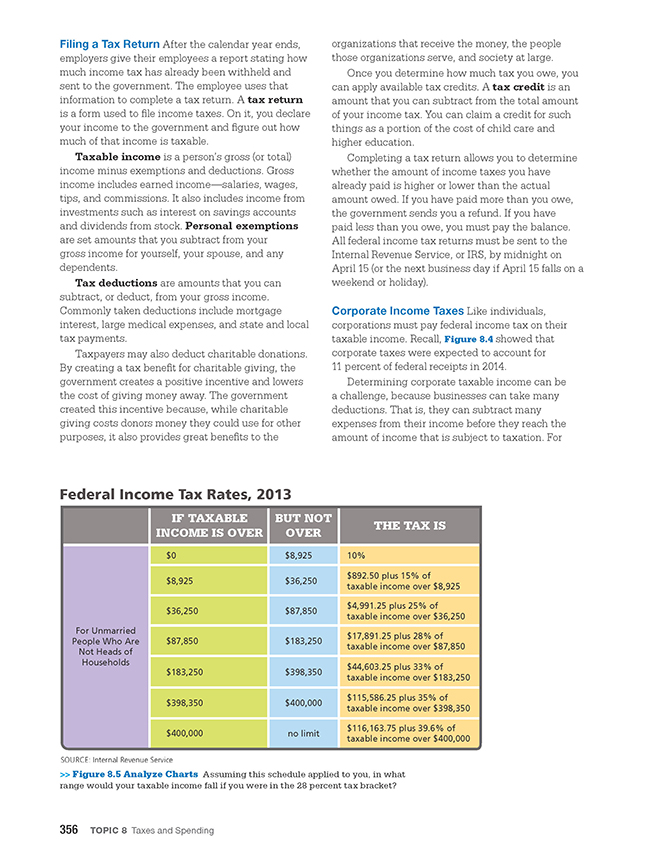 Filing a Tax Return After the calendar year ends,
employers give their employees a report stating how
much income tax has already been withheld and
sent to the government. The employee uses that
information to complete a tax return. A tax return
is a form used to file income taxes. On it, you declare
your income to the government and figure out how
much of that income is taxable.
Taxable income is a person's gross (or total)
income minus exemptions and deductions. Gross
income includes earned income—salaries, wages,
tips, and commissions. It also includes income from
investments such as interest on savings accounts
and dividends from stock. Personal exemptions
are set amounts that you subtract from your
gross income for yourself, your spouse, and any
dependents.
Tax deductions are amounts that you can
subtract, or deduct, from your gross income.
Commonly taken deductions include mortgage
interest, large medical expenses, and state and local
tax payments.
Taxpayers may also deduct charitable donations.
By creating a tax benefit for charitable giving, the
government creates a positive incentive and lowers
the cost of giving money away. The government
created this incentive because, while charitable
giving costs donors money they could use for other
purposes, it also provides great benefits to the
organizations that receive the money, the people
those organizations serve, and society at large.
Once you determine how much tax you owe, you
can apply available tax credits. A tax credit is an
amount that you can subtract from the total amount
of your income tax. You can claim a credit for such
things as a portion of the cost of child care and
higher education.
Completing a tax return allows you to determine
whether the amount of income taxes you have
already paid is higher or lower than the actual
amount owed. If you have paid more than you owe,
the government sends you a refund. If you have
paid less than you owe, you must pay the balance.
All federal income tax returns must be sent to the
Internal Revenue Service, or IRS, by midnight on
April 15 (or the next business day if April 15 falls on a
weekend or holiday).
Corporate Income Taxes Like individuals,
corporations must pay federal income tax on their
taxable income. Recall, Figure 8.4 showed that
corporate taxes were expected to account for
11 percent of federal receipts in 2014.
Determining corporate taxable income can be
a challenge, because businesses can take many
deductions. That is, they can subtract many
expenses from their income before they reach the
amount of income that is subject to taxation. For
Federal Income Tax Rates, 2013
IF TAXABLE
INCOME IS OVER
BUT NOT
OVER
THE TAX IS
For Unmarried
People Who Are
Not Heads of
Households
$0
$8,925
10%
$8,925
$36,250
$892.50 plus 15% of
taxable income over $8,925
$36,250
$87,850
$4,991.25 plus 25% of
taxable income over $36,250
$87,850
$183,250
$17,891.25 plus 28% of
taxable income over $87,850
$183,250
$398,350
$44,603.25 plus 33% of
taxable income over $183,250
$398,350
$400,000
$115,586.25 plus 35% of
taxable income over $398,350
$400,000
no limit
$116,163.75 plus 39.6% of
taxable income over $400,000
SOURCE: Internal Revenue Service
>> Figure 8.5 Analyze Charts Assuming this schedule applied to you, in what
range would your taxable income fall if you were in the 28 percent tax bracket?
356 TOPIC 8 Taxes and Spending